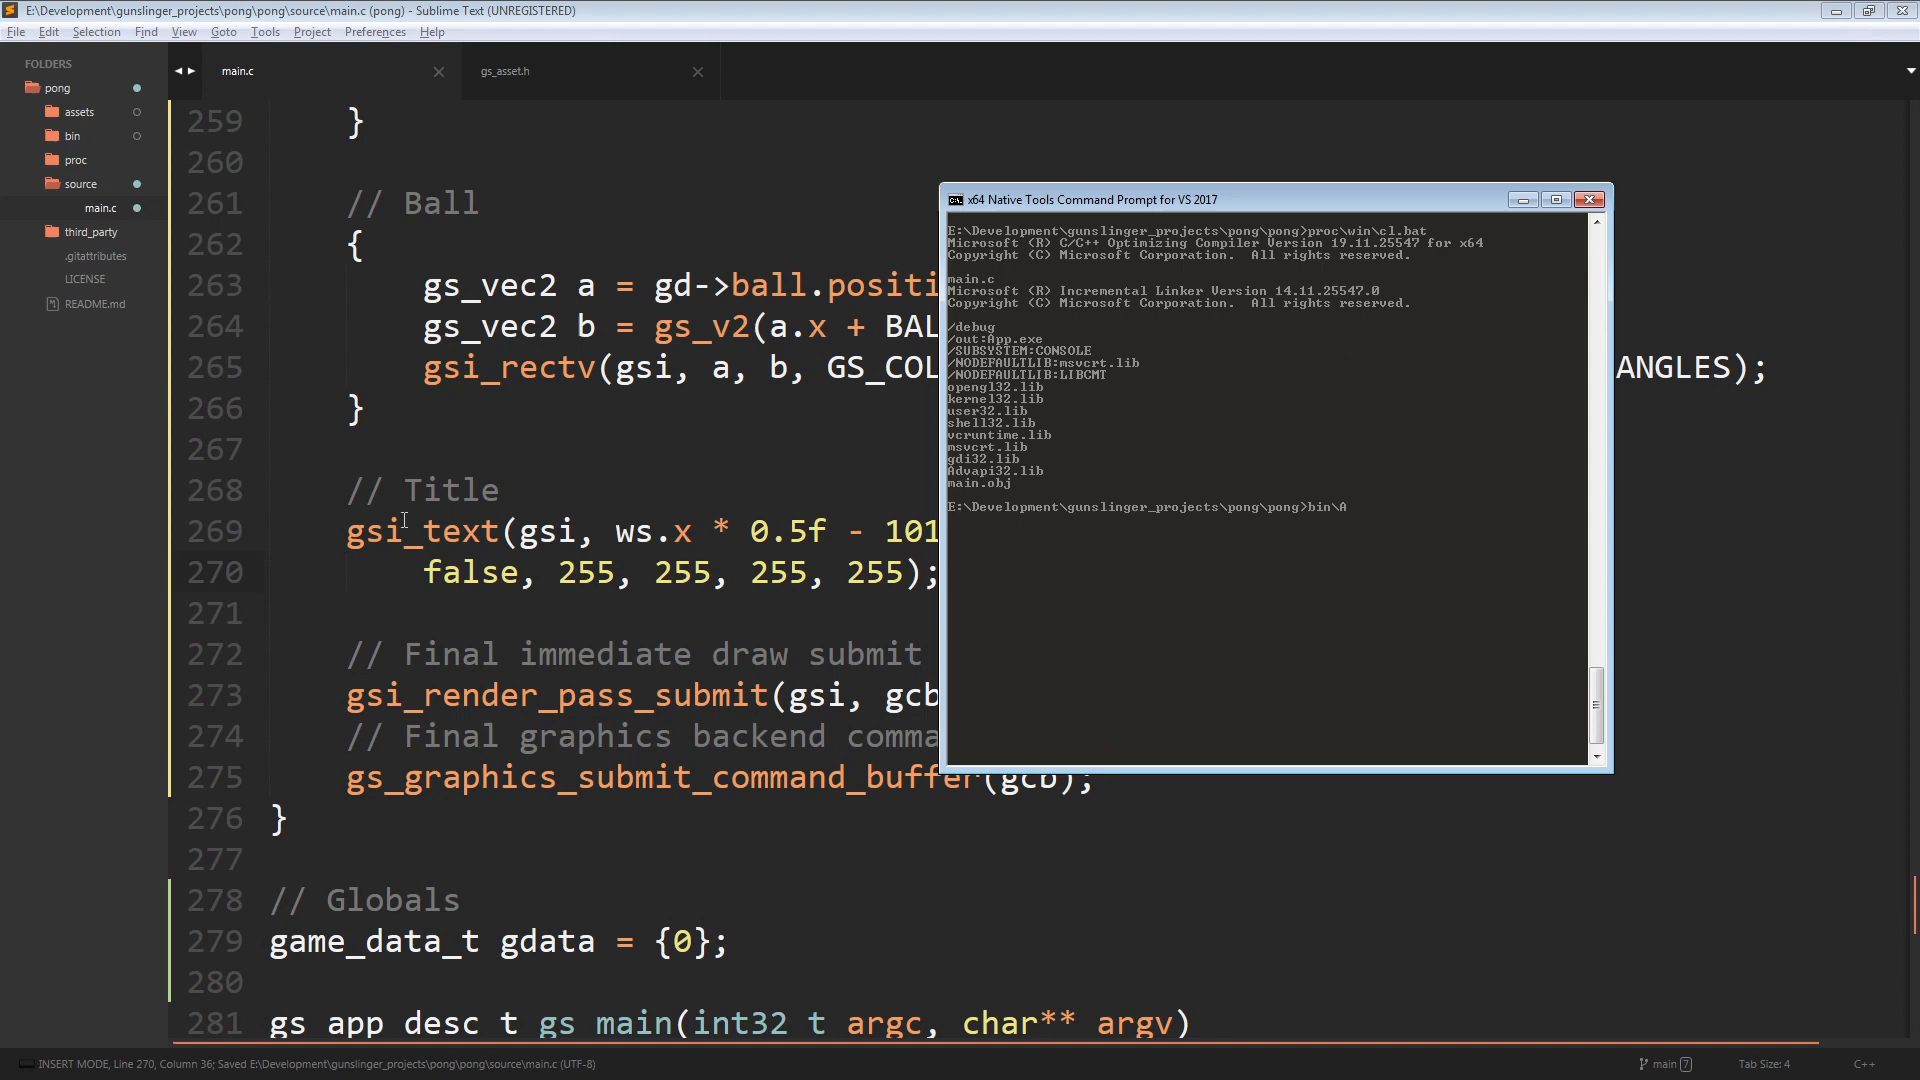 E:\Development\gunslinger_projects\pong\pong\source\main.c (pong) - Sublime Text (UNREGISTERED)
File Edit Selection Find View Goto Tools Project Preferences Help
FOLDERS
pong
assets
bin
proc
source
main.c
third_party
.gitattributes
LICENSE
README.md
main.c
gs_asset.h
259 }
260
261 // Ball
262 {
263 gs_vec2 a = gd->ball.positi
264 gs_vec2 b = gs_v2(a.x + BAL
265 gsi_rectv(gsi, a, b, GS_COL ANGLES);
266 }
267
268 // Title
269 gsi_text(gsi, ws.x * 0.5f - 101
270 false, 255, 255, 255, 255);
271
272 // Final immediate draw submit
273 gsi_render_pass_submit(gsi, gcb
274 // Final graphics backend comma
275 gs_graphics_submit_command_buffer(gcb);
276 }
277
278 // Globals
279 game_data_t gdata = {0};
280
281 gs_app_desc_t gs_main(int32_t argc, char** argv)
x64 Native Tools Command Prompt for VS 2017
E:\Development\gunslinger_projects\pong\pong>proc\win\cl.bat
Microsoft (R) C/C++ Optimizing Compiler Version 19.11.25547 for x64
Copyright (C) Microsoft Corporation.  All rights reserved.
main.c
Microsoft (R) Incremental Linker Version 14.11.25547.0
Copyright (C) Microsoft Corporation.  All rights reserved.
/debug
/out:App.exe
/SUBSYSTEM:CONSOLE
/NODEFAULTLIB:msvcrt.lib
/NODEFAULTLIB:LIBCMT
opengl32.lib
kernel32.lib
user32.lib
shell32.lib
vcruntime.lib
msvcrt.lib
gdi32.lib
Advapi32.lib
main.obj
E:\Development\gunslinger_projects\pong\pong>bin\A
INSERT MODE, Line 270, Column 36; Saved E:\Development\gunslinger_projects\pong\pong\source\main.c (UTF-8)
main 7
Tab Size: 4
C++